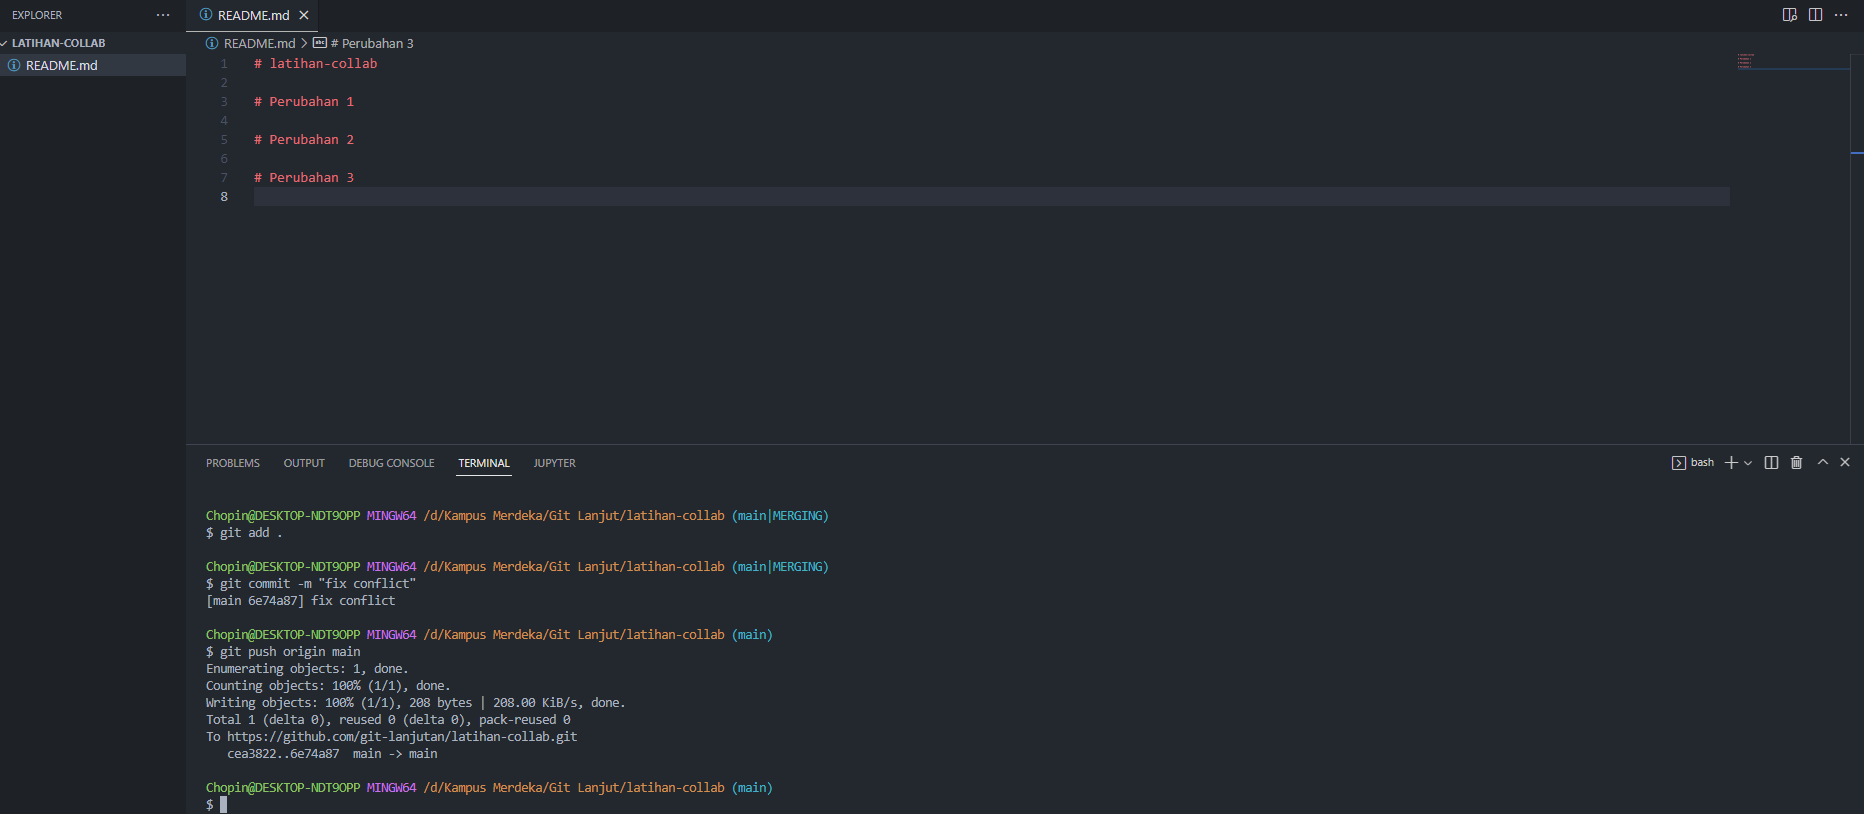 EXPLORER
LATIHAN-COLLAB
README.md
README.md
README.md > # Perubahan 3
1 # latihan-collab
2
3 # Perubahan 1
4
5 # Perubahan 2
6
7 # Perubahan 3
8
PROBLEMS OUTPUT DEBUG CONSOLE TERMINAL JUPYTER
bash
Chopin@DESKTOP-NDT9OPP MINGW64 /d/Kampus Merdeka/Git Lanjut/latihan-collab (main|MERGING)
$ git add .
Chopin@DESKTOP-NDT9OPP MINGW64 /d/Kampus Merdeka/Git Lanjut/latihan-collab (main|MERGING)
$ git commit -m "fix conflict"
[main 6e74a87] fix conflict
Chopin@DESKTOP-NDT9OPP MINGW64 /d/Kampus Merdeka/Git Lanjut/latihan-collab (main)
$ git push origin main
Enumerating objects: 1, done.
Counting objects: 100% (1/1), done.
Writing objects: 100% (1/1), 208 bytes | 208.00 KiB/s, done.
Total 1 (delta 0), reused 0 (delta 0), pack-reused 0
To https://github.com/git-lanjutan/latihan-collab.git
cea3822..6e74a87  main -> main
Chopin@DESKTOP-NDT9OPP MINGW64 /d/Kampus Merdeka/Git Lanjut/latihan-collab (main)
$